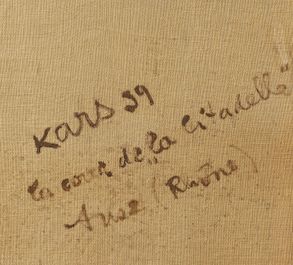 Kars 39
la cour de „la Citadelle"
Anse (Rhône)